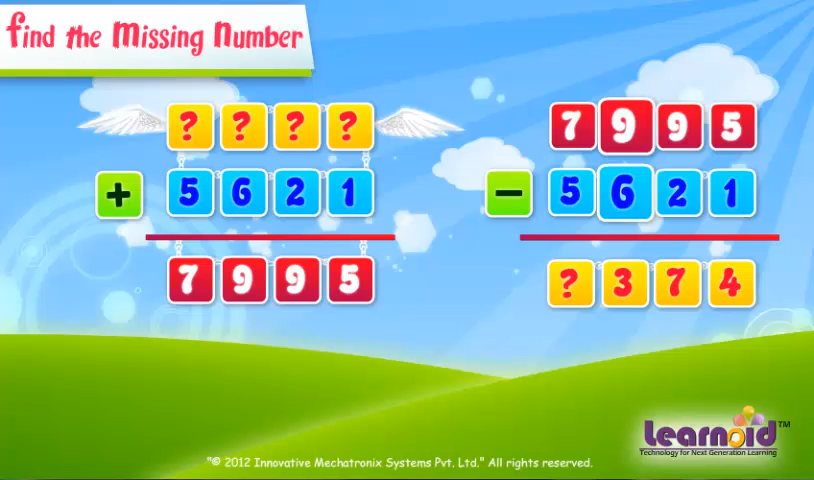 find the Missing Number
? ? ? ?
+ 5 6 2 1
7 9 9 5
7 9 9 5
− 5 6 2 1
? 3 7 4
Learnoid™
Technology for Next Generation Learning
"© 2012 Innovative Mechatronix Systems Pvt. Ltd." All rights reserved.